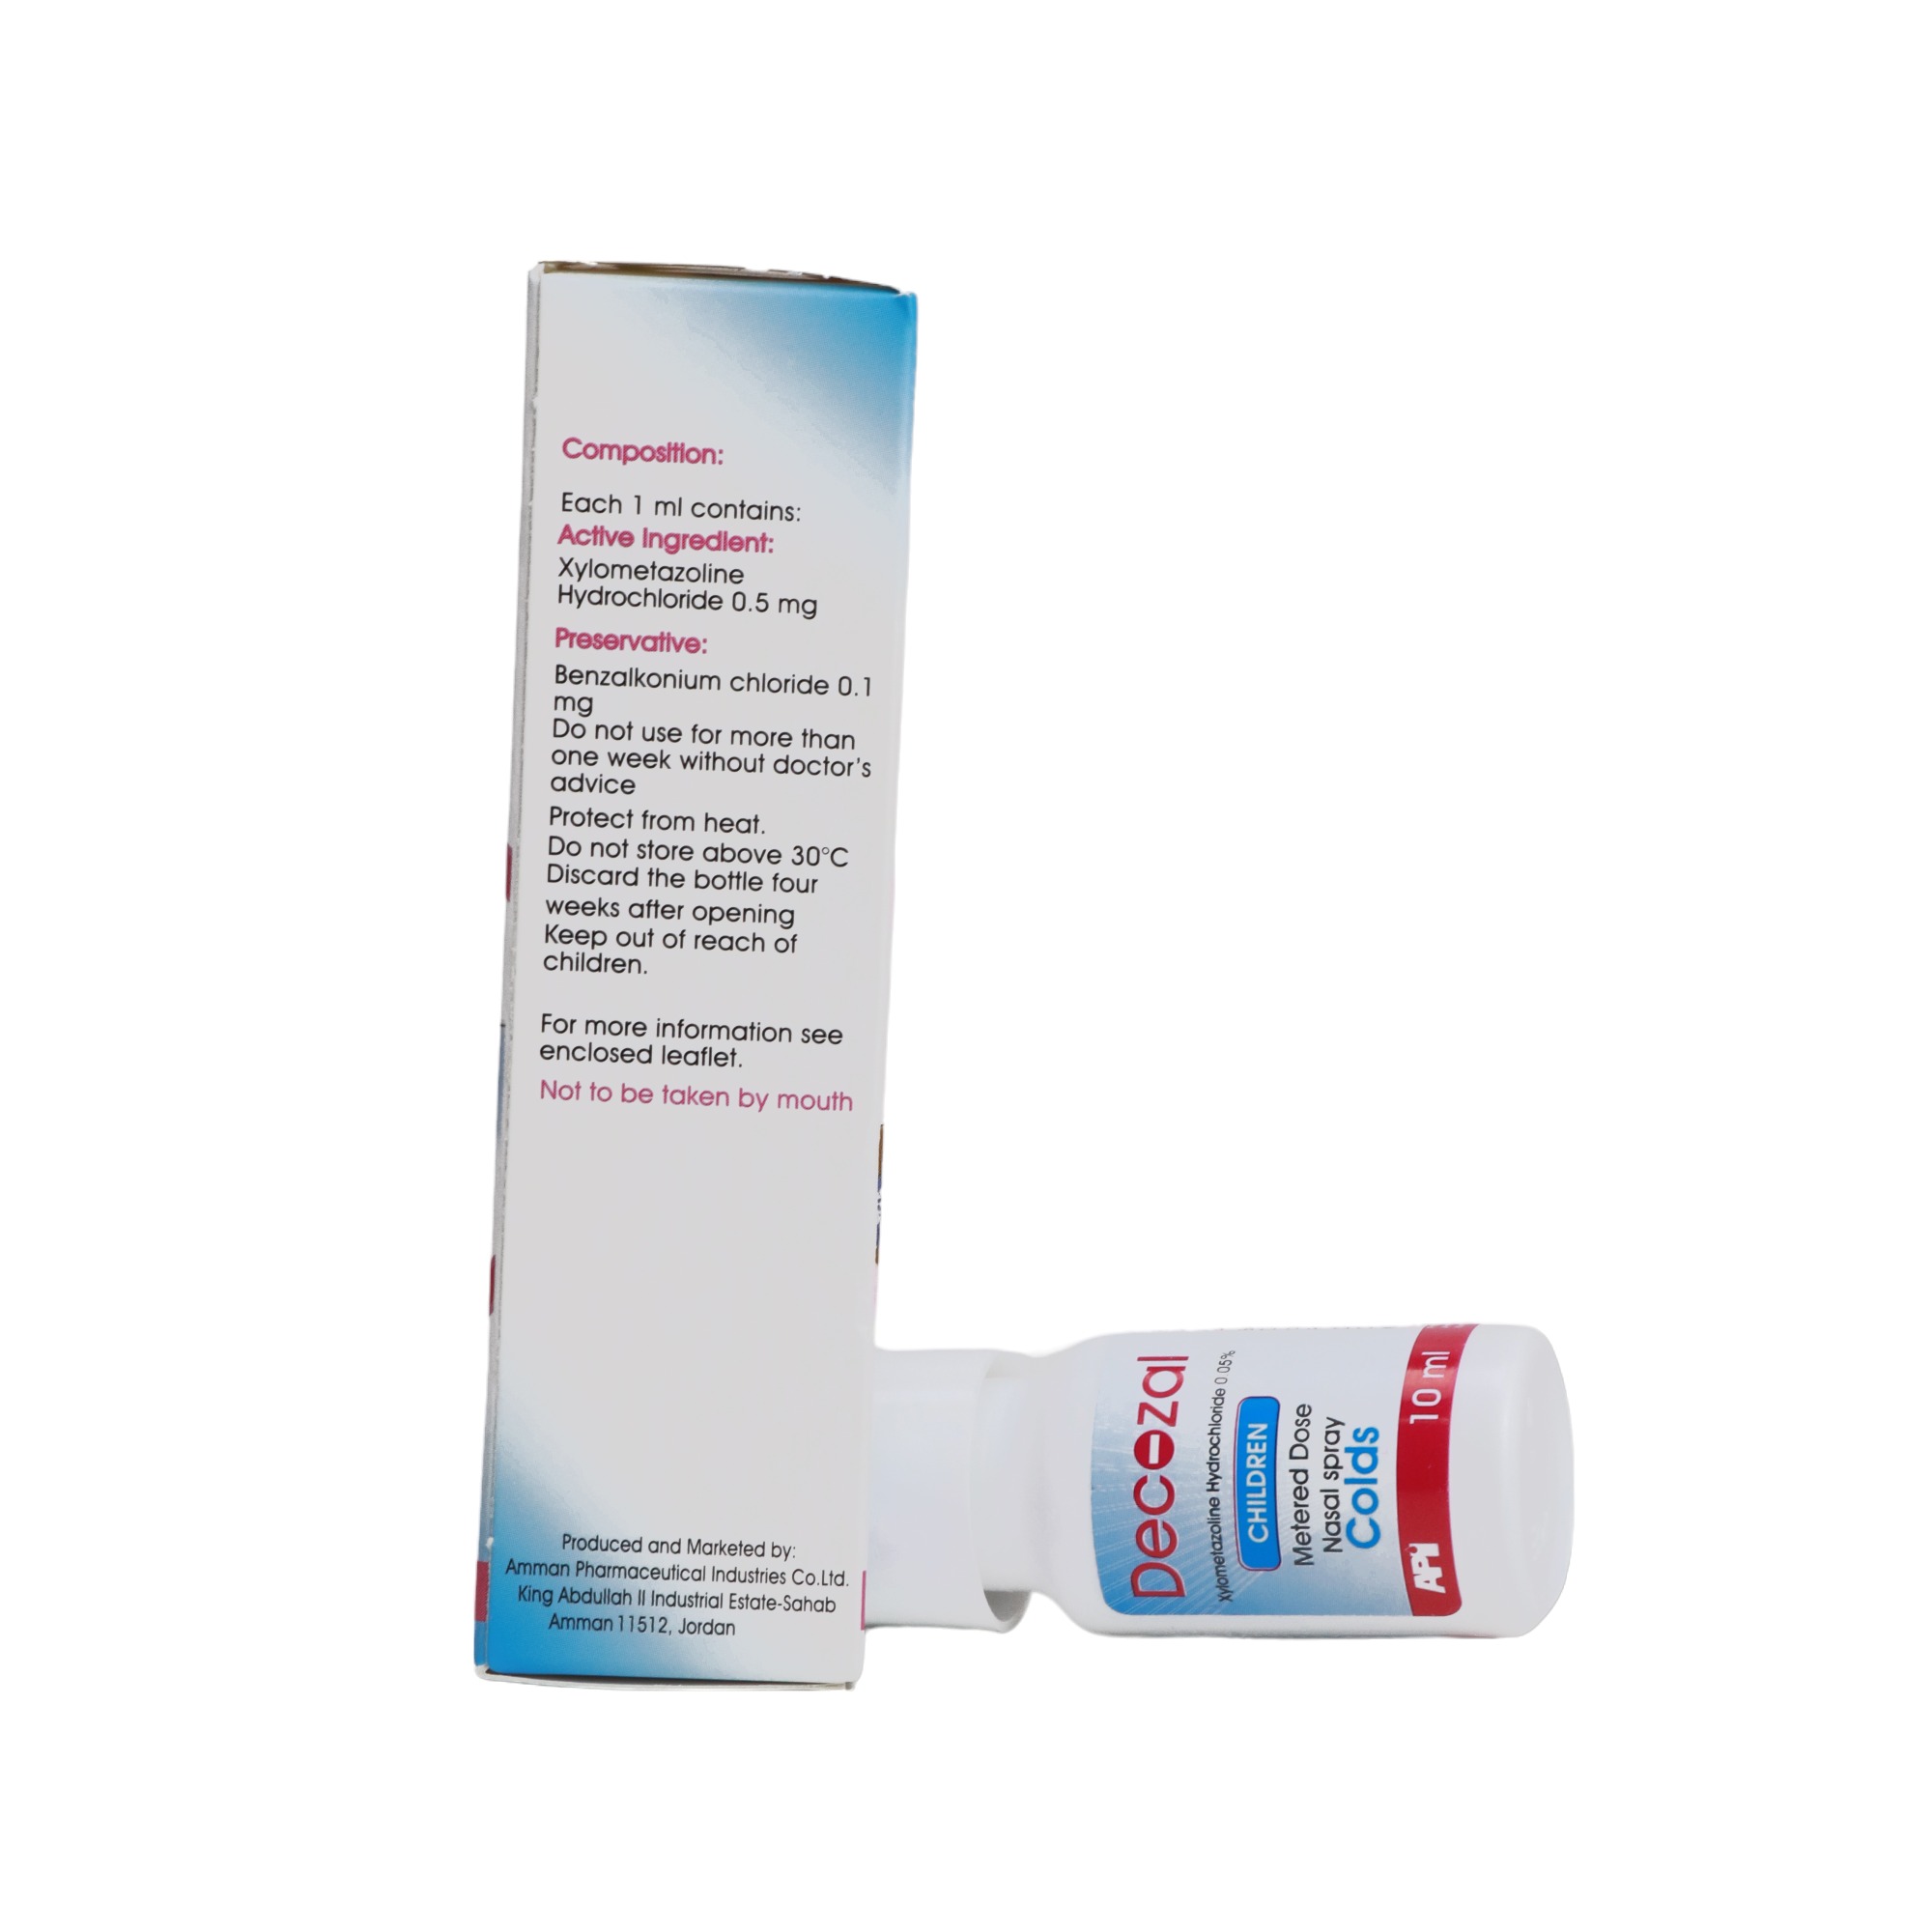 Composition:
Each 1 ml contains:
Active Ingredient:
Xylometazoline
Hydrochloride 0.5 mg
Preservative:
Benzalkonium chloride 0.1
mg
Do not use for more than
one week without doctor's
advice
Protect from heat.
Do not store above 30°C
Discard the bottle four
weeks after opening
Keep out of reach of
children.
For more information see
enclosed leaflet.
Not to be taken by mouth
Produced and Marketed by:
Amman Pharmaceutical Industries Co.Ltd.
King Abdullah II Industrial Estate-Sahab
Amman 11512, Jordan
Decozal
Xylometazoline Hydrochloride 0.05%
CHILDREN
Metered Dose
Nasal spray
Colds
API 10 ml